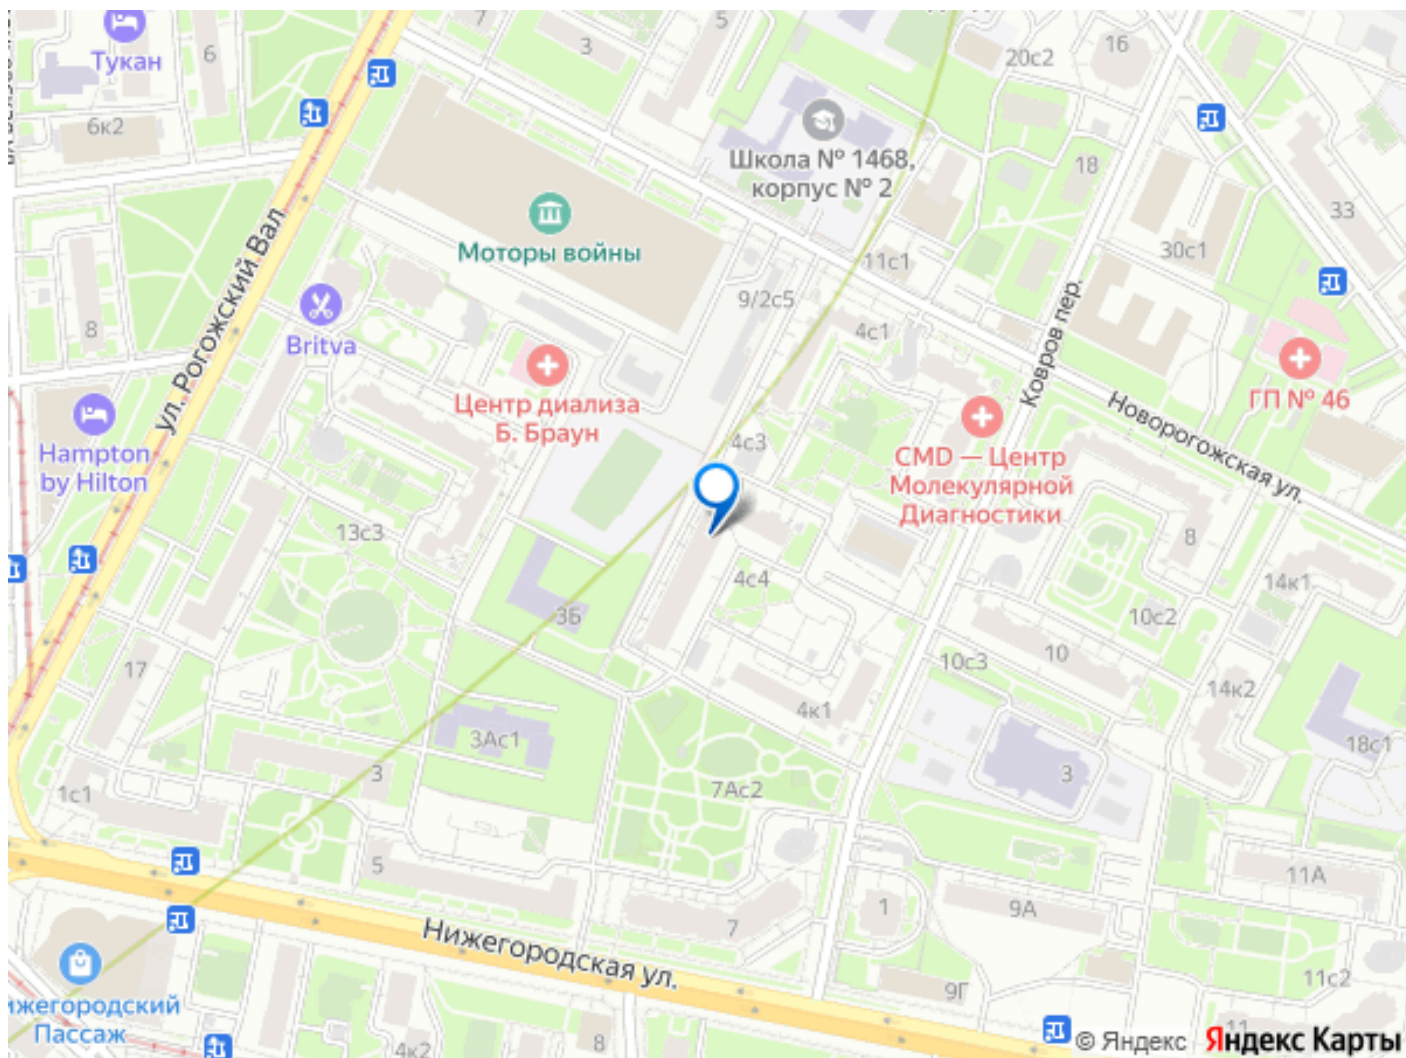 Тукан
6
7
3
5
20с2
16
6к2
Школа № 1468,
корпус № 2
18
33
Моторы войны
11с1
30с1
9/2с5
4с1
8
Britva
ул. Рогожский Вал
Ковров пер.
Центр диализа
Б. Браун
ГП № 46
Новорогожская ул.
Hampton
by Hilton
4с3
CMD — Центр
Молекулярной
Диагностики
13с3
8
4с4
14к1
3Б
10с2
17
10с3
10
14к2
4к1
3Ас1
18с1
3
3
7Ас2
1с1
5
11А
1
9А
7
Нижегородская ул.
11с2
9Г
ижегородский
Пассаж
4к2
8
11
© Яндекс
Яндекс Карты